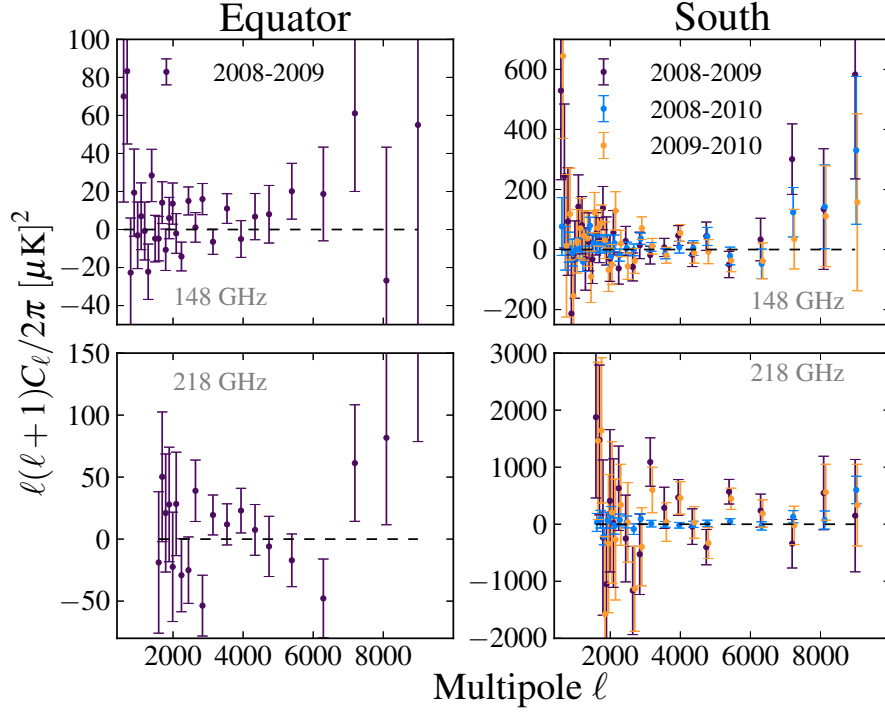 Equator
South
ℓ(ℓ+1)Cℓ/2π [μK]²
100
80
60
40
20
0
−20
−40
2008-2009
148 GHz
600
400
200
0
−200
2008-2009
2008-2010
2009-2010
148 GHz
150
100
50
0
−50
218 GHz
2000 4000 6000 8000
3000
2000
1000
0
−1000
−2000
218 GHz
2000 4000 6000 8000
Multipole ℓ